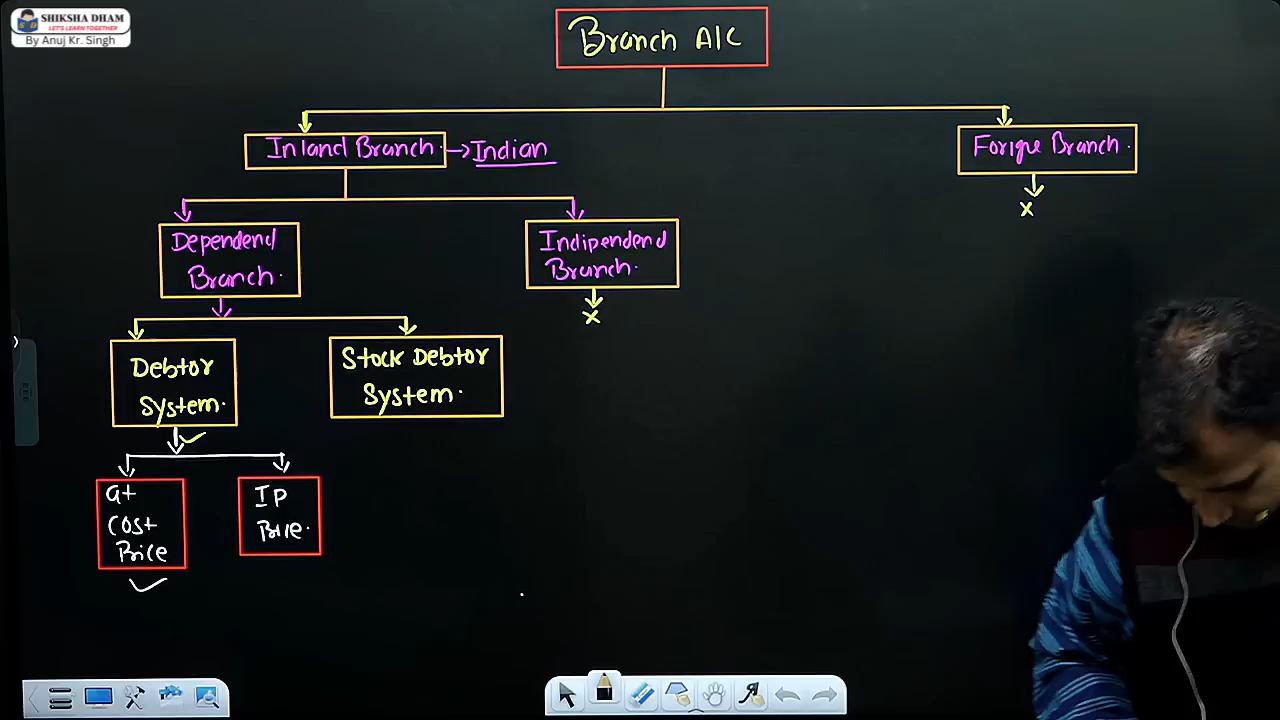 SHIKSHA DHAM
LET'S LEARN TOGETHER
By Anuj Kr. Singh
Branch A/C
Inland Branch.
Indian
Forigue Branch.
x
Dependend
Branch.
Indipendend
Branch.
x
Debtor
System.
Stock Debtor
System.
at
Cost
Price
IP
Price.